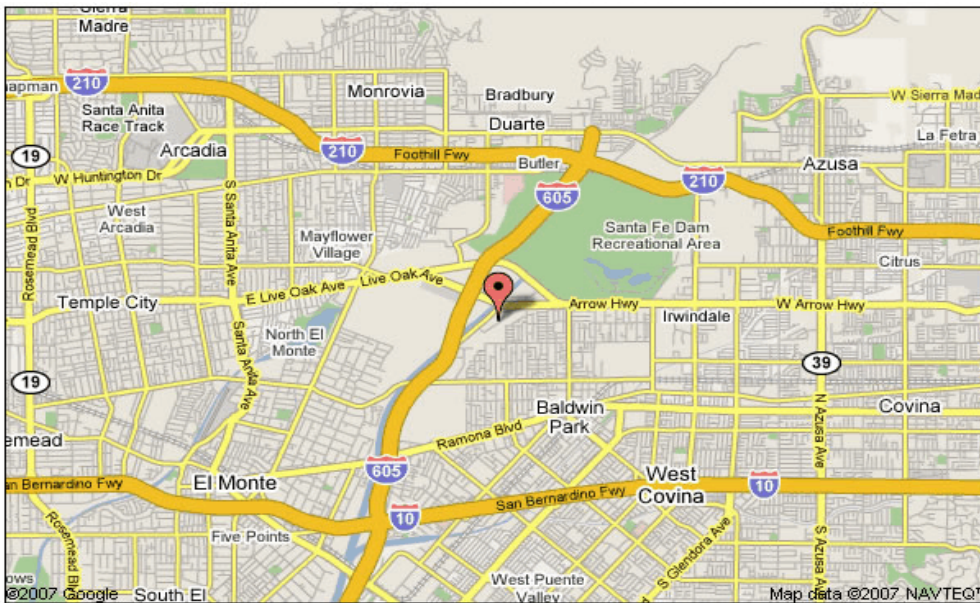 Sierra
Madre
210
Monrovia
Bradbury
W Sierra Mad
hapman
Santa Anita
Race Track
Duarte
La Fetra
19
Arcadia
210
Foothill Fwy
Butler
Azusa
n Dr
W Huntington Dr
605
210
West
Arcadia
S Santa Anita Ave
Mayflower
Village
Santa Fe Dam
Recreational Area
Foothill Fwy
Rosemead Blvd
Citrus
E Live Oak Ave
Live Oak Ave
Temple City
Arrow Hwy
W Arrow Hwy
Irwindale
North El
Monte
Santa Anita Ave
39
19
Baldwin
Park
N Azusa Ave
Covina
emead
Ramona Blvd
605
El Monte
West
Covina
10
San Bernardino Fwy
San Bernardino Fwy
10
Five Points
Rosemead Blvd
S Glendora Ave
S Azusa Ave
ows
West Puente
Valley
South El
©2007 Google
Map data ©2007 NAVTEQ